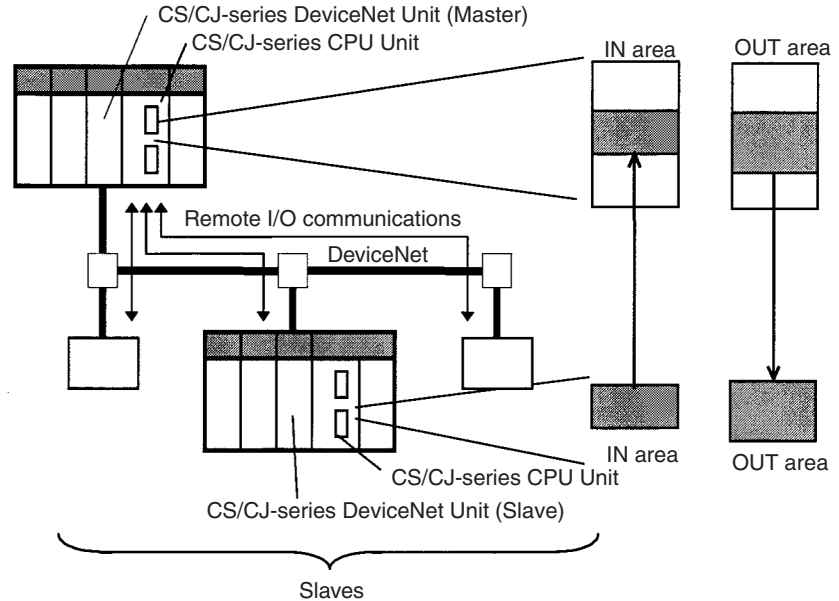 CS/CJ-series DeviceNet Unit (Master)
CS/CJ-series CPU Unit
IN area
OUT area
Remote I/O communications
DeviceNet
IN area
OUT area
CS/CJ-series CPU Unit
CS/CJ-series DeviceNet Unit (Slave)
Slaves